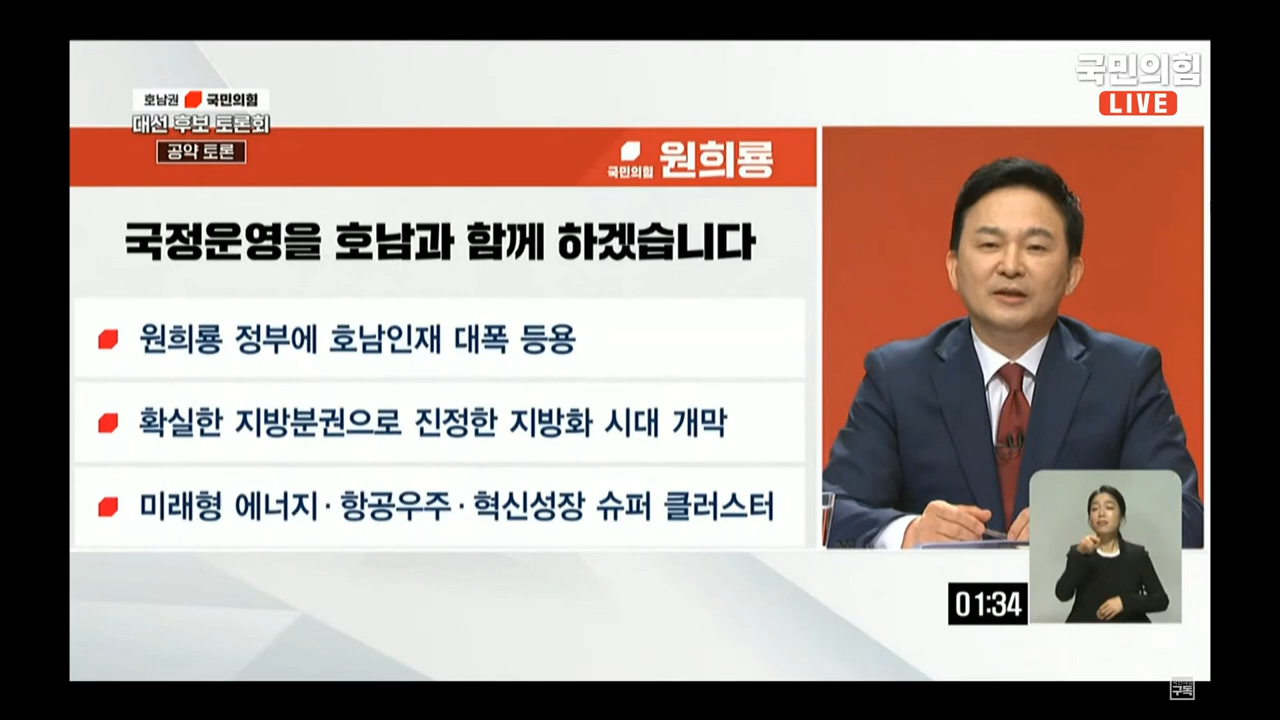 국민의힘
LIVE
호남권 국민의힘
대선 후보 토론회
공약 토론
국민의힘 원희룡
국정운영을 호남과 함께 하겠습니다
원희룡 정부에 호남인재 대폭 등용
확실한 지방분권으로 진정한 지방화 시대 개막
미래형 에너지·항공우주·혁신성장 슈퍼 클러스터
01:34
구독